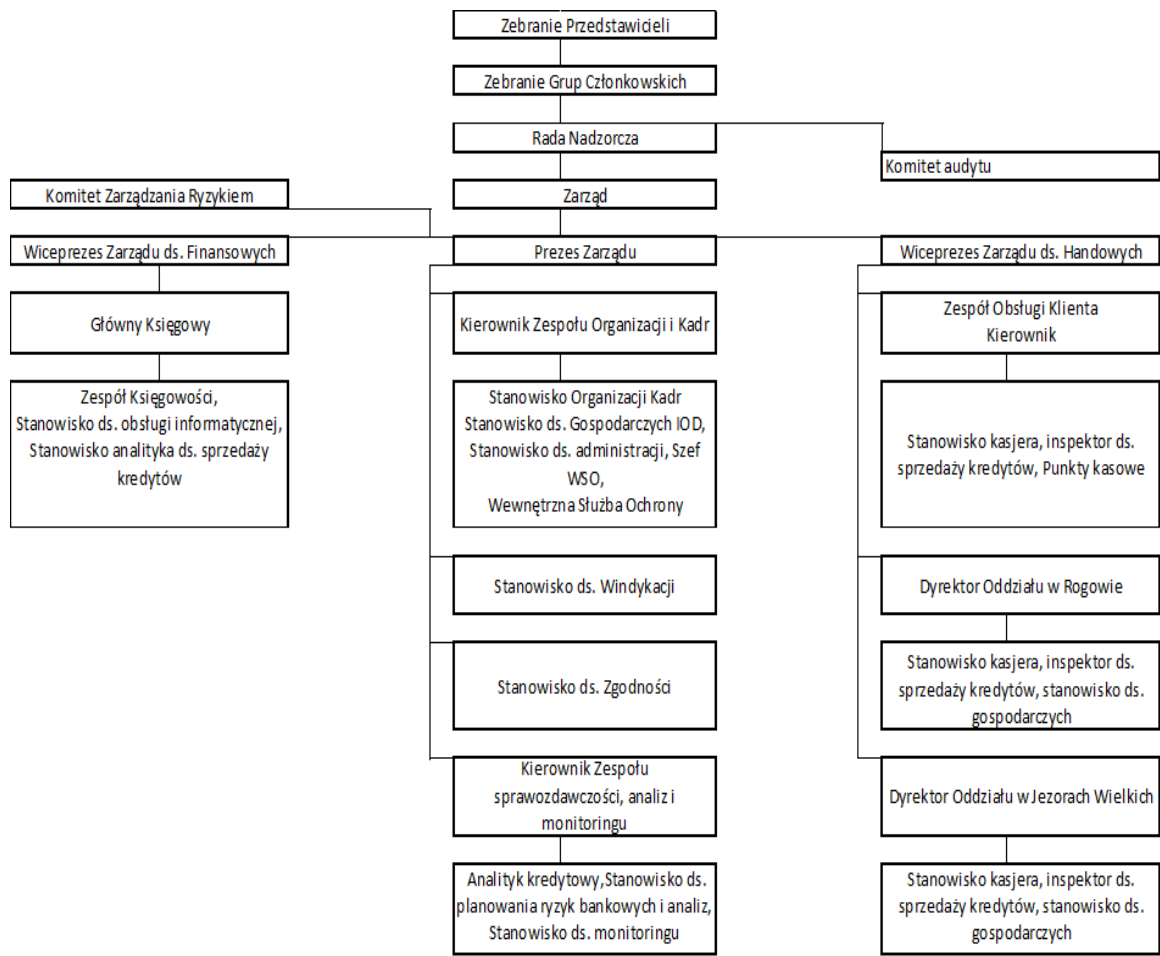 Zebranie Przedstawicieli
Zebranie Grup Członkowskich
Rada Nadzorcza
Komitet audytu
Komitet Zarządzania Ryzykiem
Zarząd
Wiceprezes Zarządu ds. Finansowych
Prezes Zarządu
Wiceprezes Zarządu ds. Handowych
Główny Księgowy
Kierownik Zespołu Organizacji i Kadr
Zespół Obsługi Klienta
Kierownik
Zespół Księgowości,
Stanowisko ds. obsługi informatycznej,
Stanowisko analityka ds. sprzedaży
kredytów
Stanowisko Organizacji Kadr
Stanowisko ds. Gospodarczych IOD,
Stanowisko ds. administracji, Szef
WSO,
Wewnętrzna Służba Ochrony
Stanowisko kasjera, inspektor ds.
sprzedaży kredytów, Punkty kasowe
Stanowisko ds. Windykacji
Dyrektor Oddziału w Rogowie
Stanowisko ds. Zgodności
Stanowisko kasjera, inspektor ds.
sprzedaży kredytów, stanowisko ds.
gospodarczych
Kierownik Zespołu
sprawozdawczości, analiz i
monitoringu
Dyrektor Oddziału w Jezorach Wielkich
Analityk kredytowy,Stanowisko ds.
planowania ryzyk bankowych i analiz,
Stanowisko ds. monitoringu
Stanowisko kasjera, inspektor ds.
sprzedaży kredytów, stanowisko ds.
gospodarczych